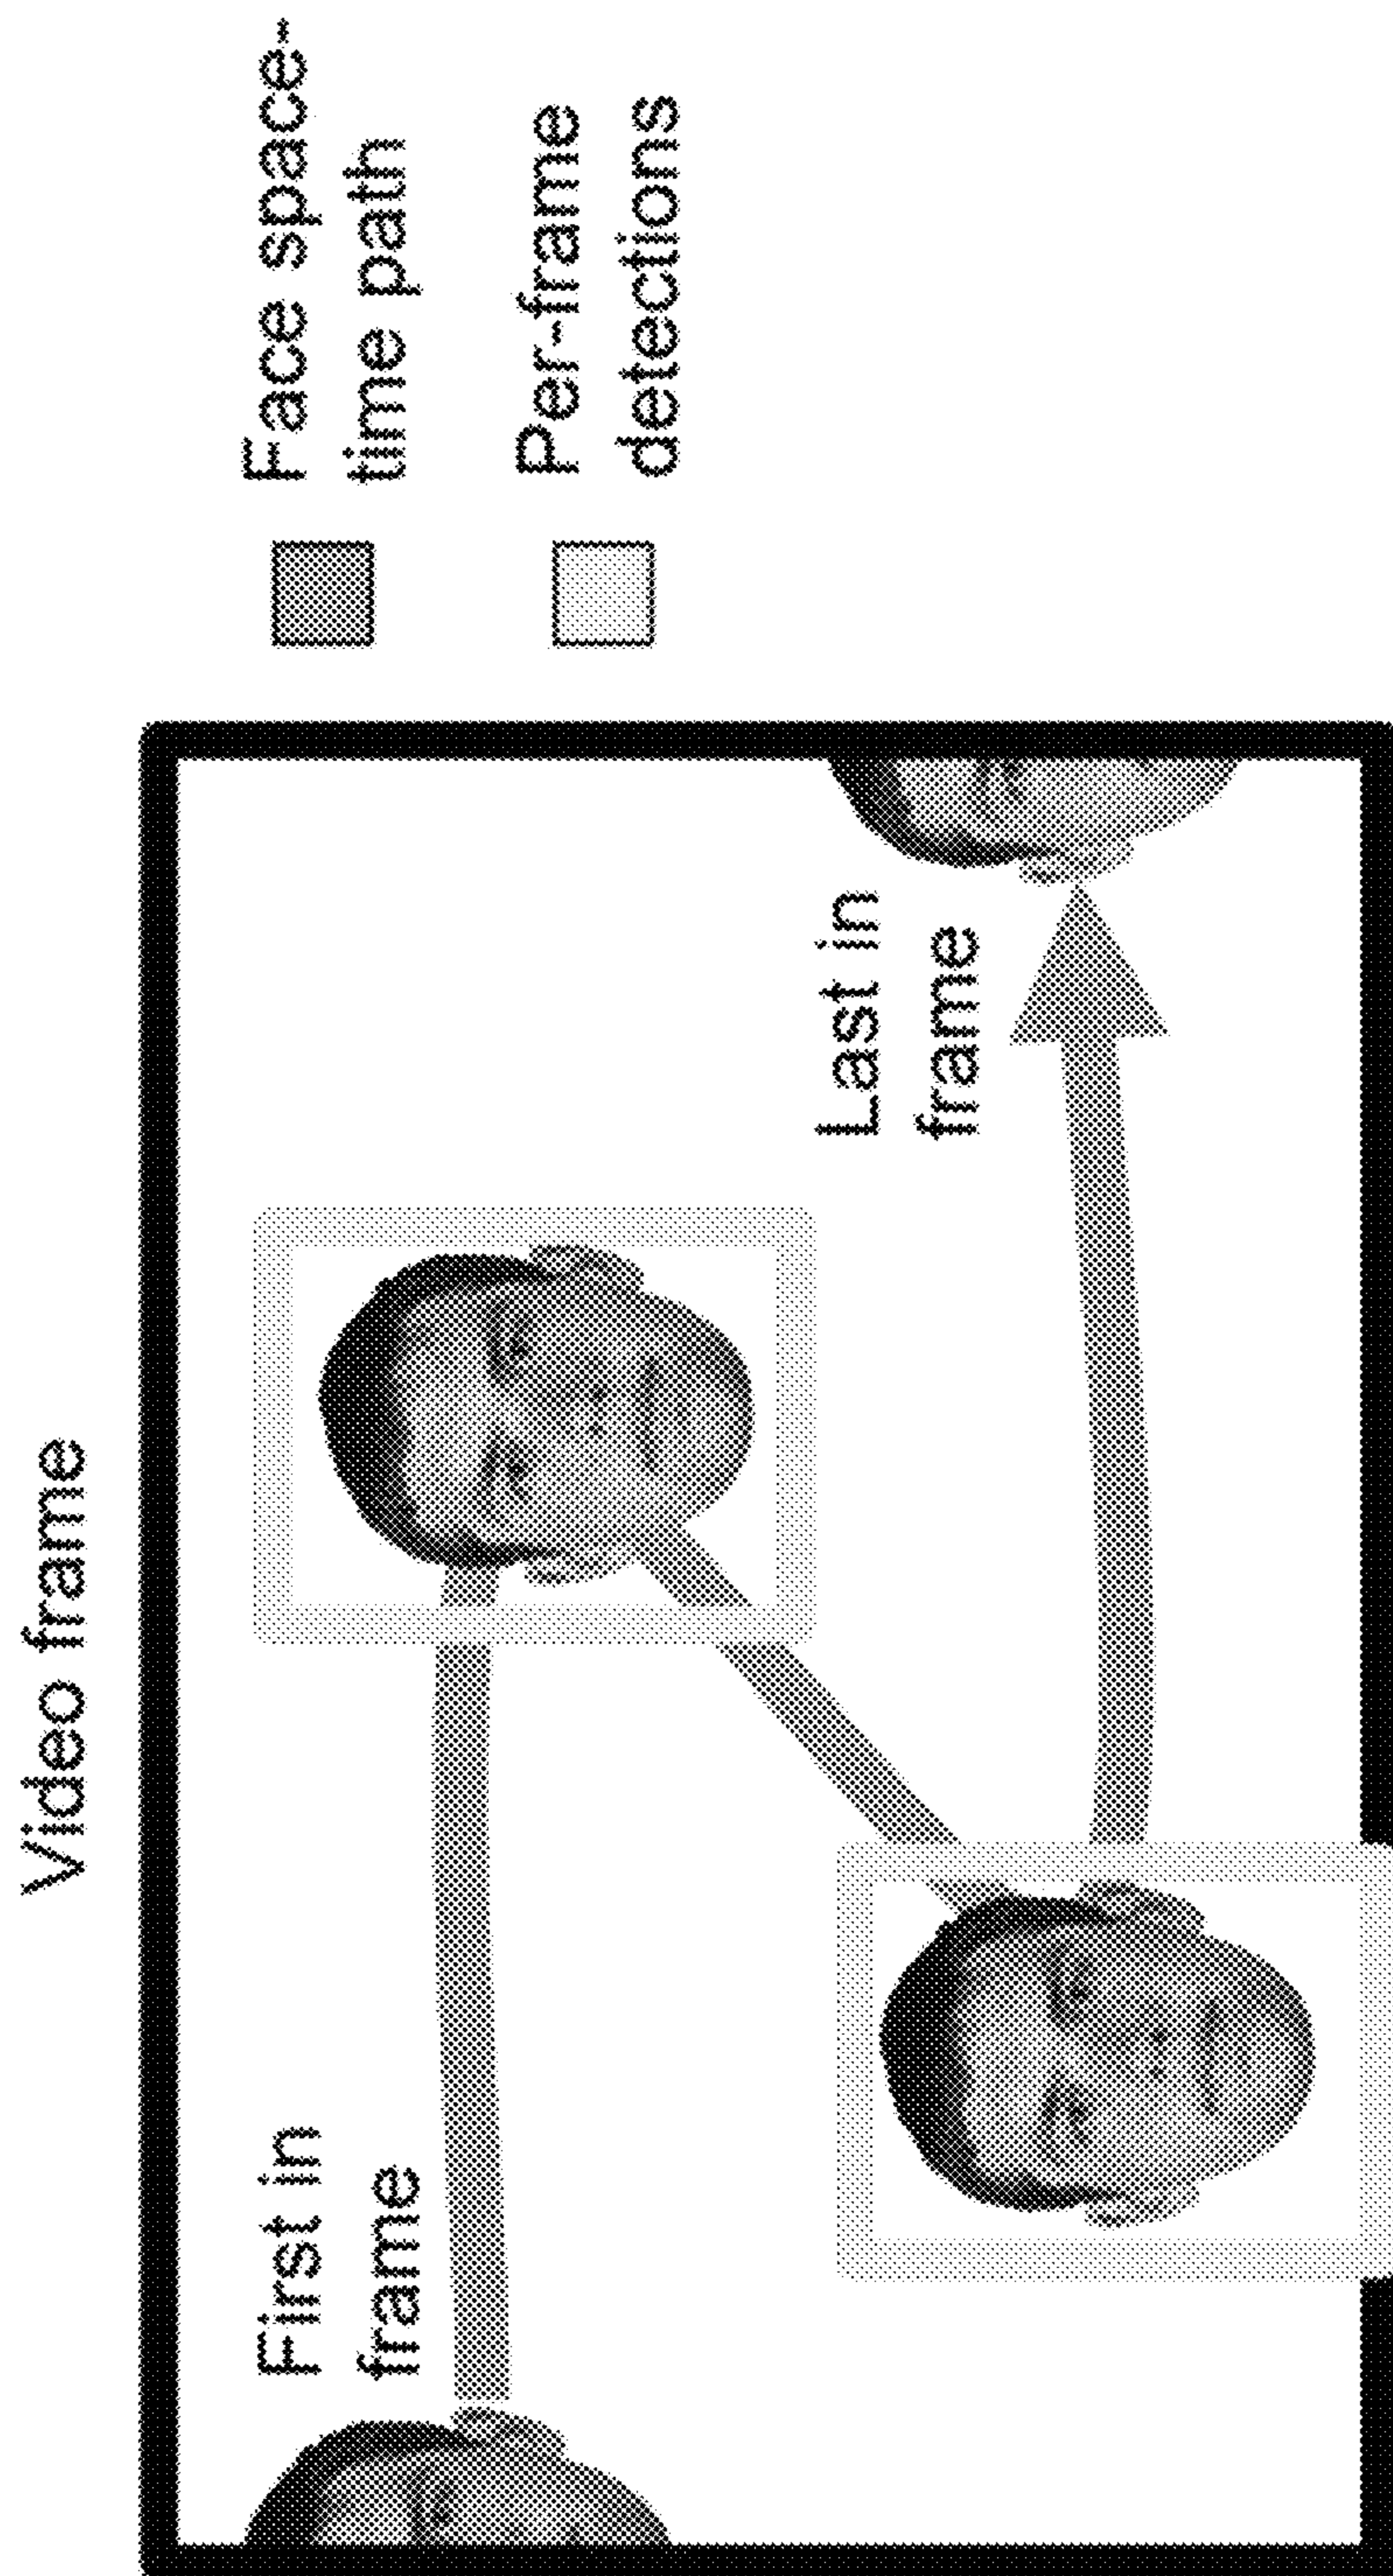 Video frame
First in
frame
Last in
frame
Face space-
time path
Per-frame
detections